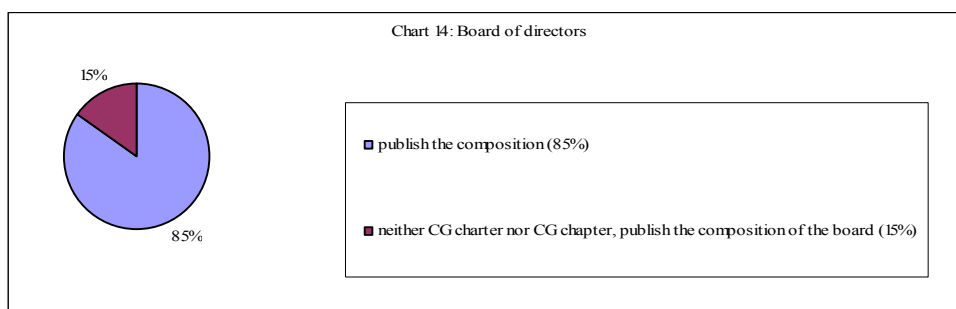 Chart 14: Board of directors
15%
85%
publish the composition (85%)
neither CG charter nor CG chapter, publish the composition of the board (15%)